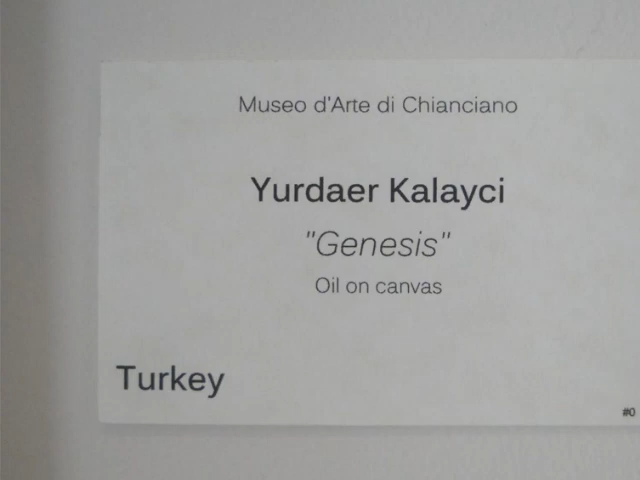 Museo d'Arte di Chianciano
Yurdaer Kalayci
"Genesis"
Oil on canvas
Turkey
#0